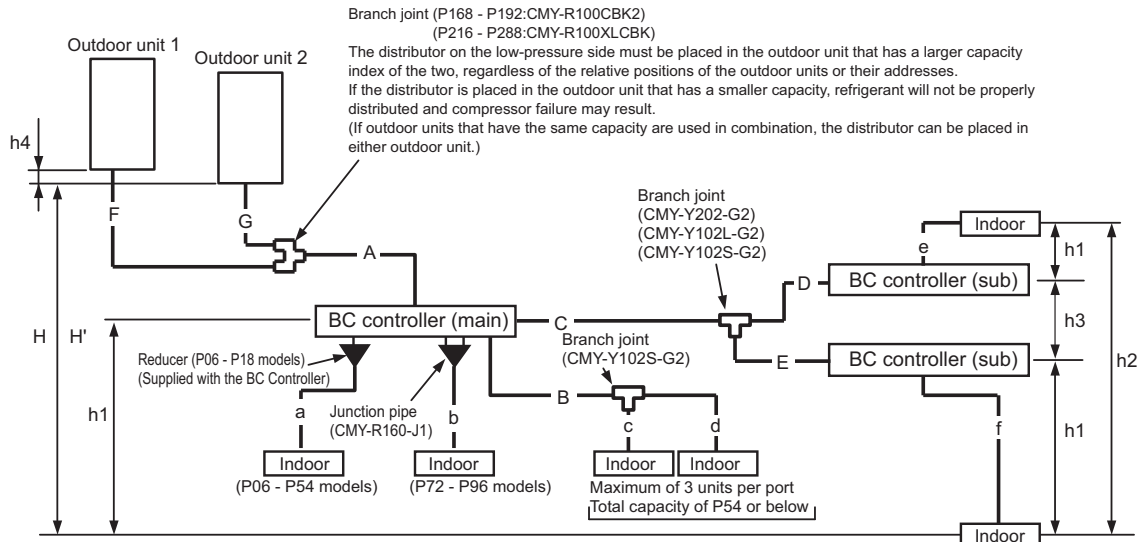 Branch joint (P168 - P192:CMY-R100CBK2)
(P216 - P288:CMY-R100XLCBK)
The distributor on the low-pressure side must be placed in the outdoor unit that has a larger capacity
index of the two, regardless of the relative positions of the outdoor units or their addresses.
If the distributor is placed in the outdoor unit that has a smaller capacity, refrigerant will not be properly
distributed and compressor failure may result.
(If outdoor units that have the same capacity are used in combination, the distributor can be placed in
either outdoor unit.)
Outdoor unit 1
Outdoor unit 2
h4
F
G
A
H
H'
h1
BC controller (main)
Reducer (P06 - P18 models)
(Supplied with the BC Controller)
a
Junction pipe
(CMY-R160-J1)
b
Indoor
(P06 - P54 models)
Indoor
(P72 - P96 models)
C
Branch joint
(CMY-Y102S-G2)
B
c
d
Indoor
Indoor
Maximum of 3 units per port
Total capacity of P54 or below
Branch joint
(CMY-Y202-G2)
(CMY-Y102L-G2)
(CMY-Y102S-G2)
D
E
e
Indoor
h1
BC controller (sub)
h3
BC controller (sub)
h2
h1
f
Indoor